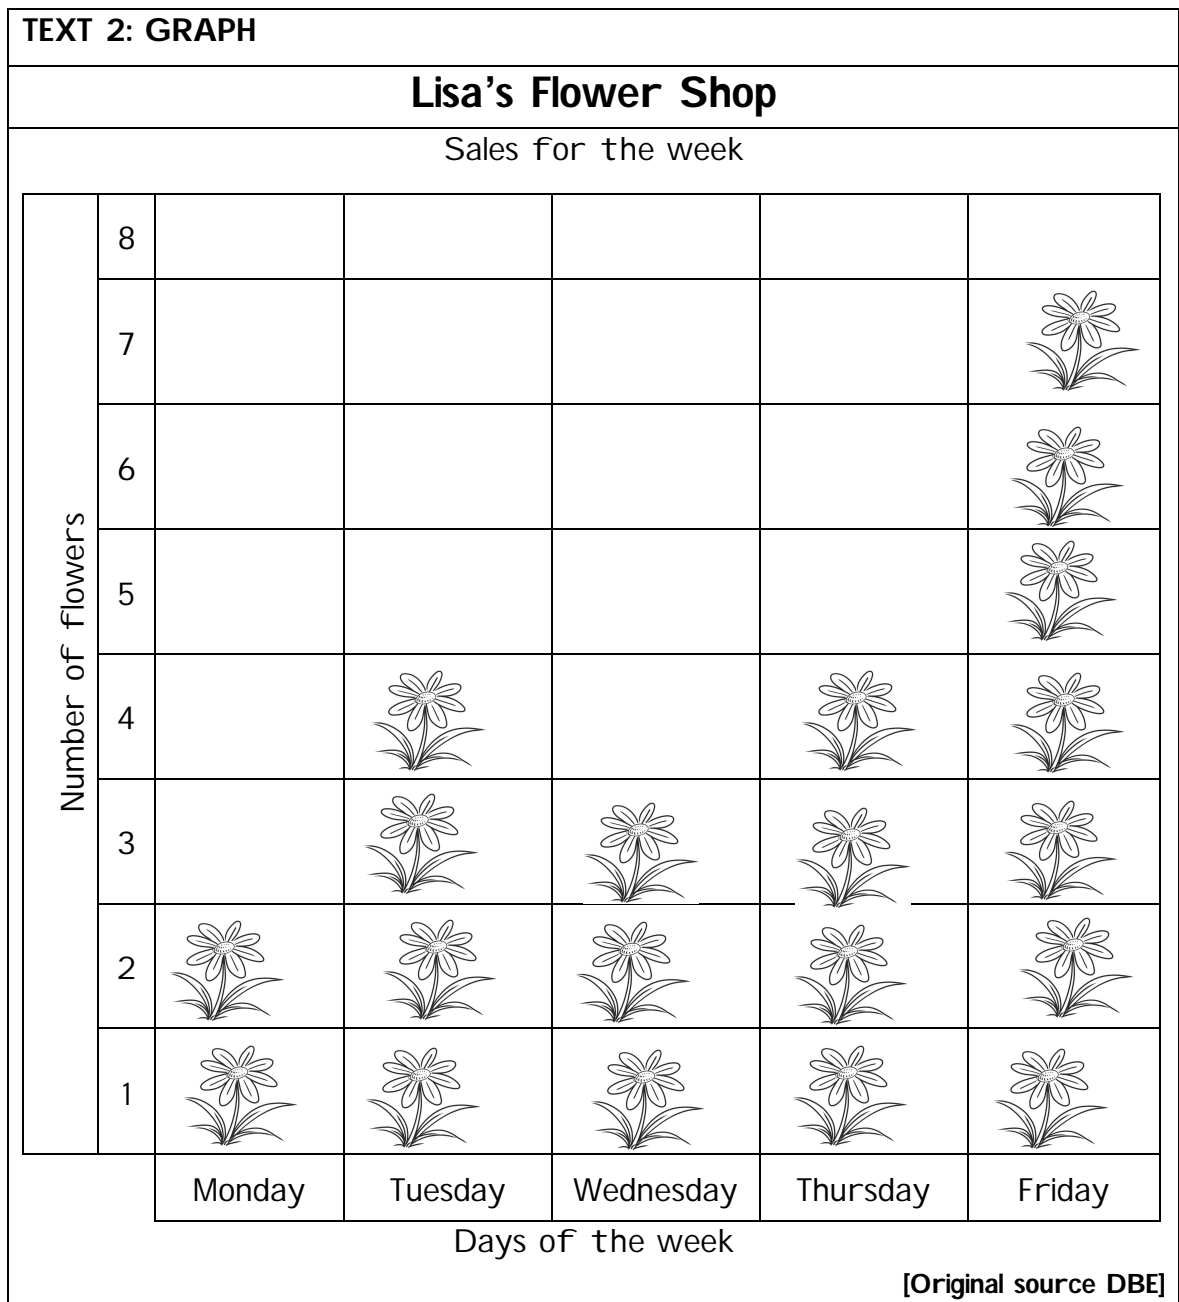 TEXT 2: GRAPH
Lisa's Flower Shop
Sales for the week
Number of flowers
8
7
6
5
4
3
2
1
Monday Tuesday Wednesday Thursday Friday
Days of the week
[Original source DBE]